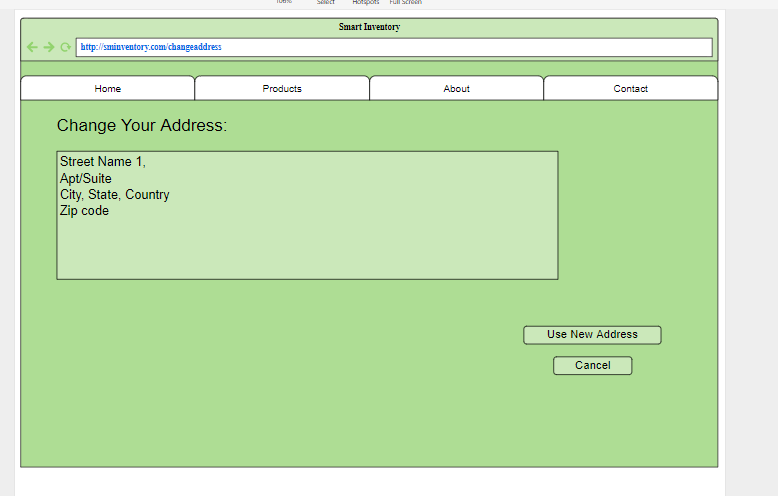 106% Select Hotspots Full Screen
Smart Inventory
http://sminventory.com/changeaddress
Home Products About Contact
Change Your Address:
Street Name 1,
Apt/Suite
City, State, Country
Zip code
Use New Address
Cancel